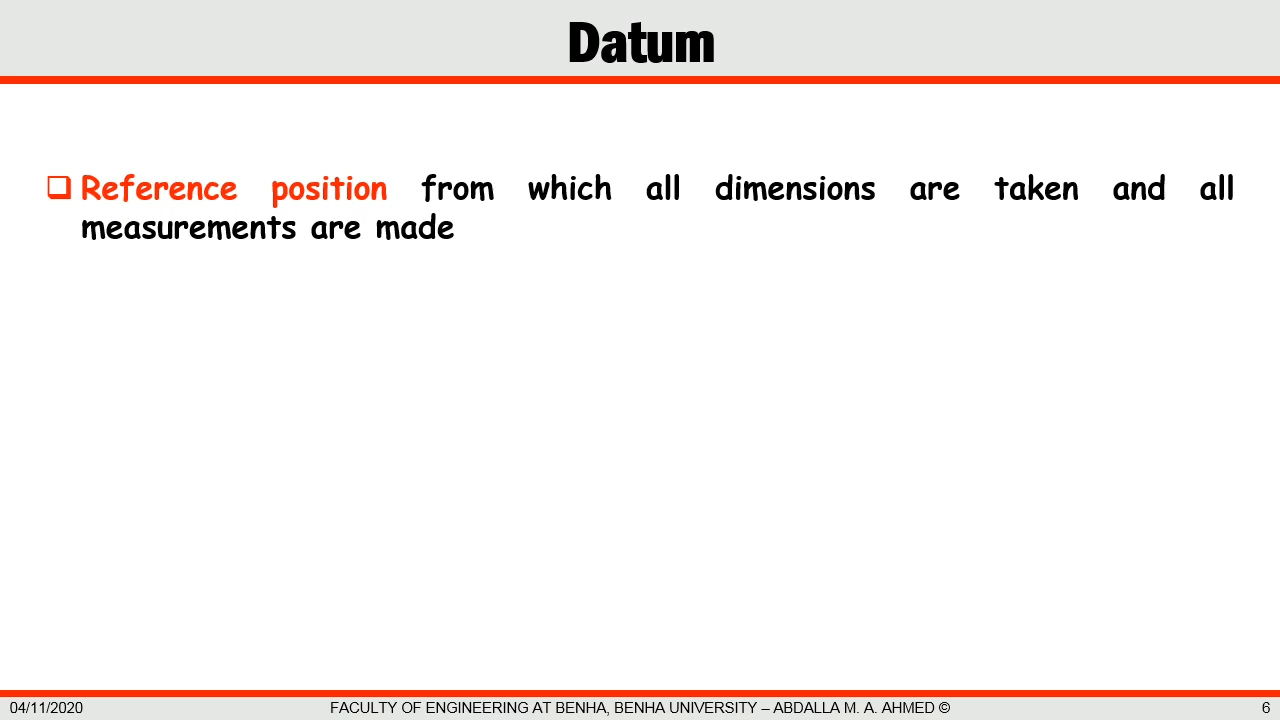 Datum
❑ Reference position from which all dimensions are taken and all
measurements are made
04/11/2020 FACULTY OF ENGINEERING AT BENHA, BENHA UNIVERSITY – ABDALLA M. A. AHMED © 6